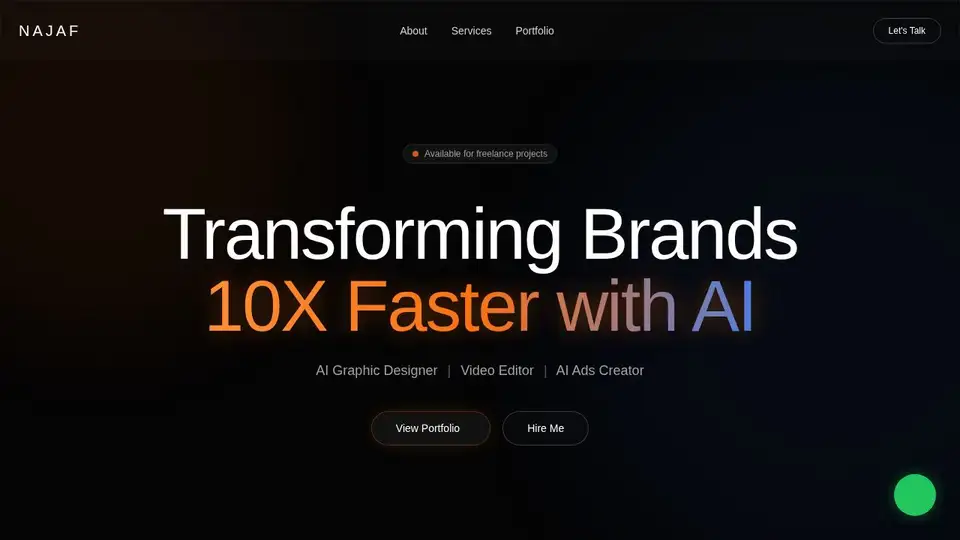 NAJAF
About
Services
Portfolio
Let's Talk
Available for freelance projects
Transforming Brands
10X Faster with AI
AI Graphic Designer | Video Editor | AI Ads Creator
View Portfolio
Hire Me